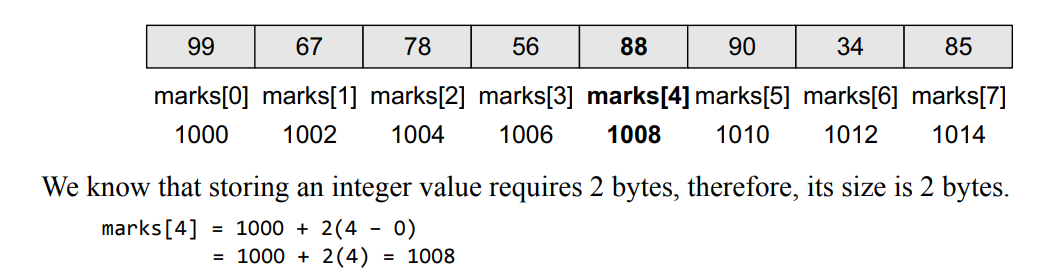 99 67 78 56 88 90 34 85
marks[0] marks[1] marks[2] marks[3] marks[4] marks[5] marks[6] marks[7]
1000 1002 1004 1006 1008 1010 1012 1014
We know that storing an integer value requires 2 bytes, therefore, its size is 2 bytes.
marks[4] = 1000 + 2(4 – 0)
= 1000 + 2(4) = 1008